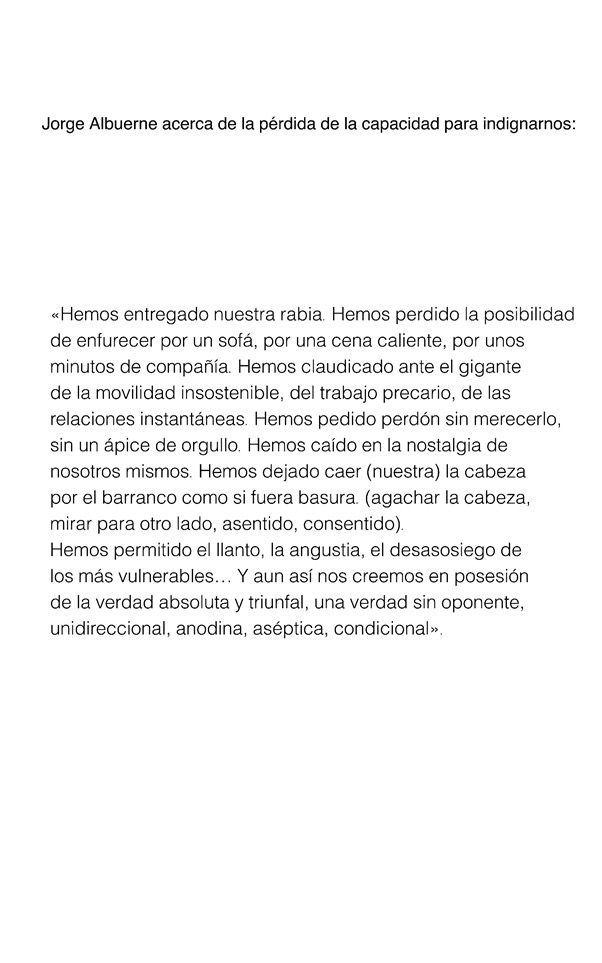 Jorge Albuerne acerca de la pérdida de la capacidad para indignarnos:
«Hemos entregado nuestra rabia. Hemos perdido la posibilidad
de enfurecer por un sofá, por una cena caliente, por unos
minutos de compañía. Hemos claudicado ante el gigante
de la movilidad insostenible, del trabajo precario, de las
relaciones instantáneas. Hemos pedido perdón sin merecerlo,
sin un ápice de orgullo. Hemos caído en la nostalgia de
nosotros mismos. Hemos dejado caer (nuestra) la cabeza
por el barranco como si fuera basura. (agachar la cabeza,
mirar para otro lado, asentido, consentido).
Hemos permitido el llanto, la angustia, el desasosiego de
los más vulnerables... Y aun así nos creemos en posesión
de la verdad absoluta y triunfal, una verdad sin oponente,
unidireccional, anodina, aséptica, condicional».